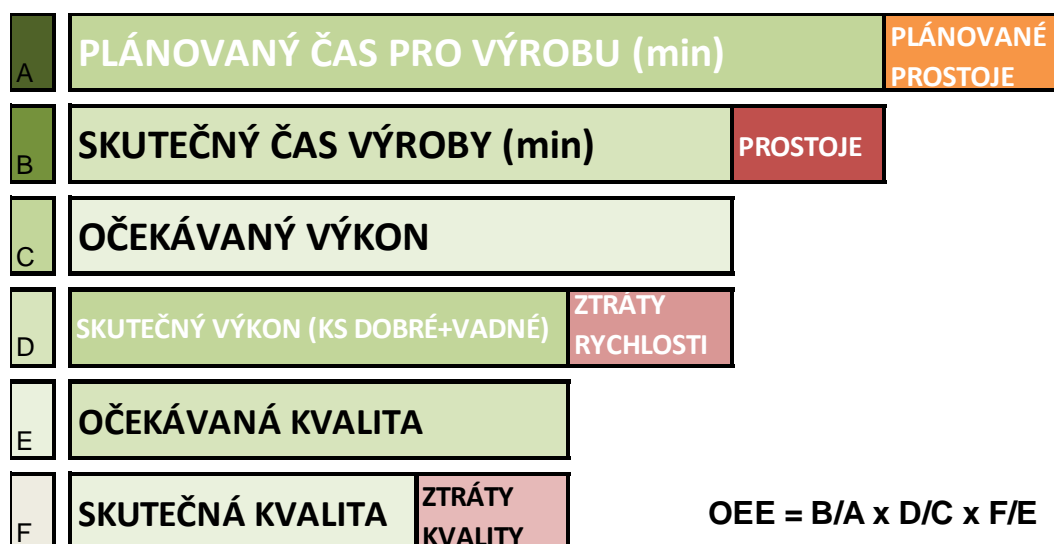 A
PLÁNOVANÝ ČAS PRO VÝROBU (min)
PLÁNOVANÉ
PROSTOJE
B
SKUTEČNÝ ČAS VÝROBY (min)
PROSTOJE
C
OČEKÁVANÝ VÝKON
D
SKUTEČNÝ VÝKON (KS DOBRÉ+VADNÉ)
ZTRÁTY
RYCHLOSTI
E
OČEKÁVANÁ KVALITA
F
SKUTEČNÁ KVALITA
ZTRÁTY
KVALITY
OEE = B/A x D/C x F/E